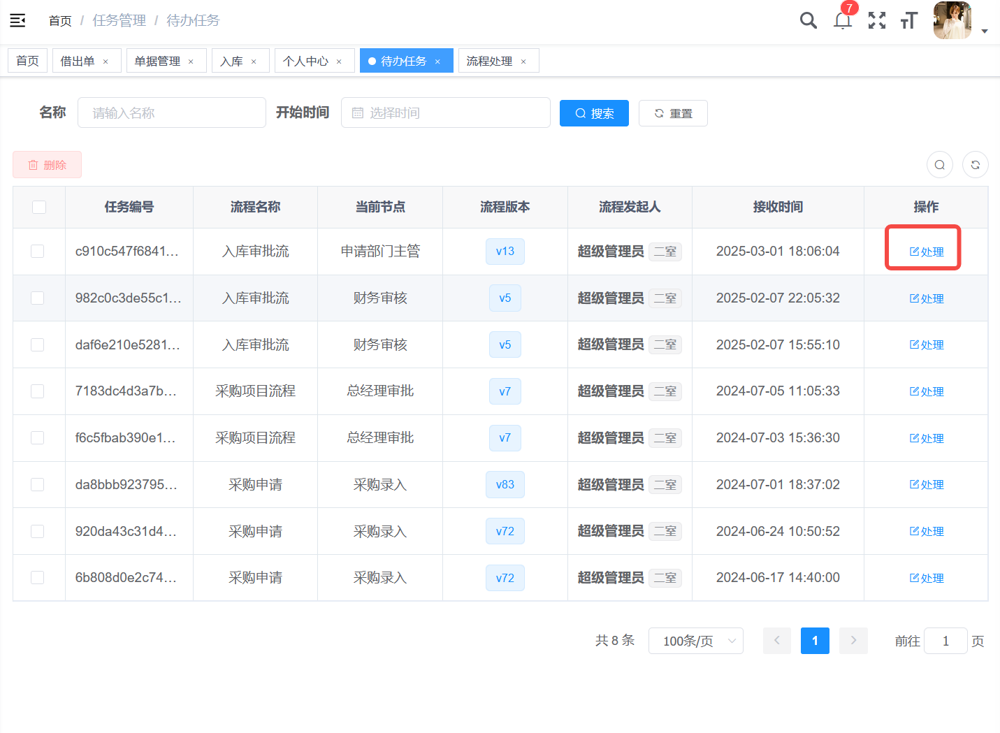 首页 / 任务管理 / 待办任务
7
首页 借出单 × 单据管理 × 入库 × 个人中心 × 待办任务 × 流程处理 ×
名称 请输入名称 开始时间 选择时间 搜索 重置
删除
任务编号 流程名称 当前节点 流程版本 流程发起人 接收时间 操作
c910c547f6841... 入库审批流 申请部门主管 v13 超级管理员 二室 2025-03-01 18:06:04 处理
982c0c3de55c1... 入库审批流 财务审核 v5 超级管理员 二室 2025-02-07 22:05:32 处理
daf6e210e5281... 入库审批流 财务审核 v5 超级管理员 二室 2025-02-07 15:55:10 处理
7183dc4d3a7b... 采购项目流程 总经理审批 v7 超级管理员 二室 2024-07-05 11:05:33 处理
f6c5fbab390e1... 采购项目流程 总经理审批 v7 超级管理员 二室 2024-07-03 15:36:30 处理
da8bbb923795... 采购申请 采购录入 v83 超级管理员 二室 2024-07-01 18:37:02 处理
920da43c31d4... 采购申请 采购录入 v72 超级管理员 二室 2024-06-24 10:50:52 处理
6b808d0e2c74... 采购申请 采购录入 v72 超级管理员 二室 2024-06-17 14:40:00 处理
共 8 条 100条/页 1 前往 1 页